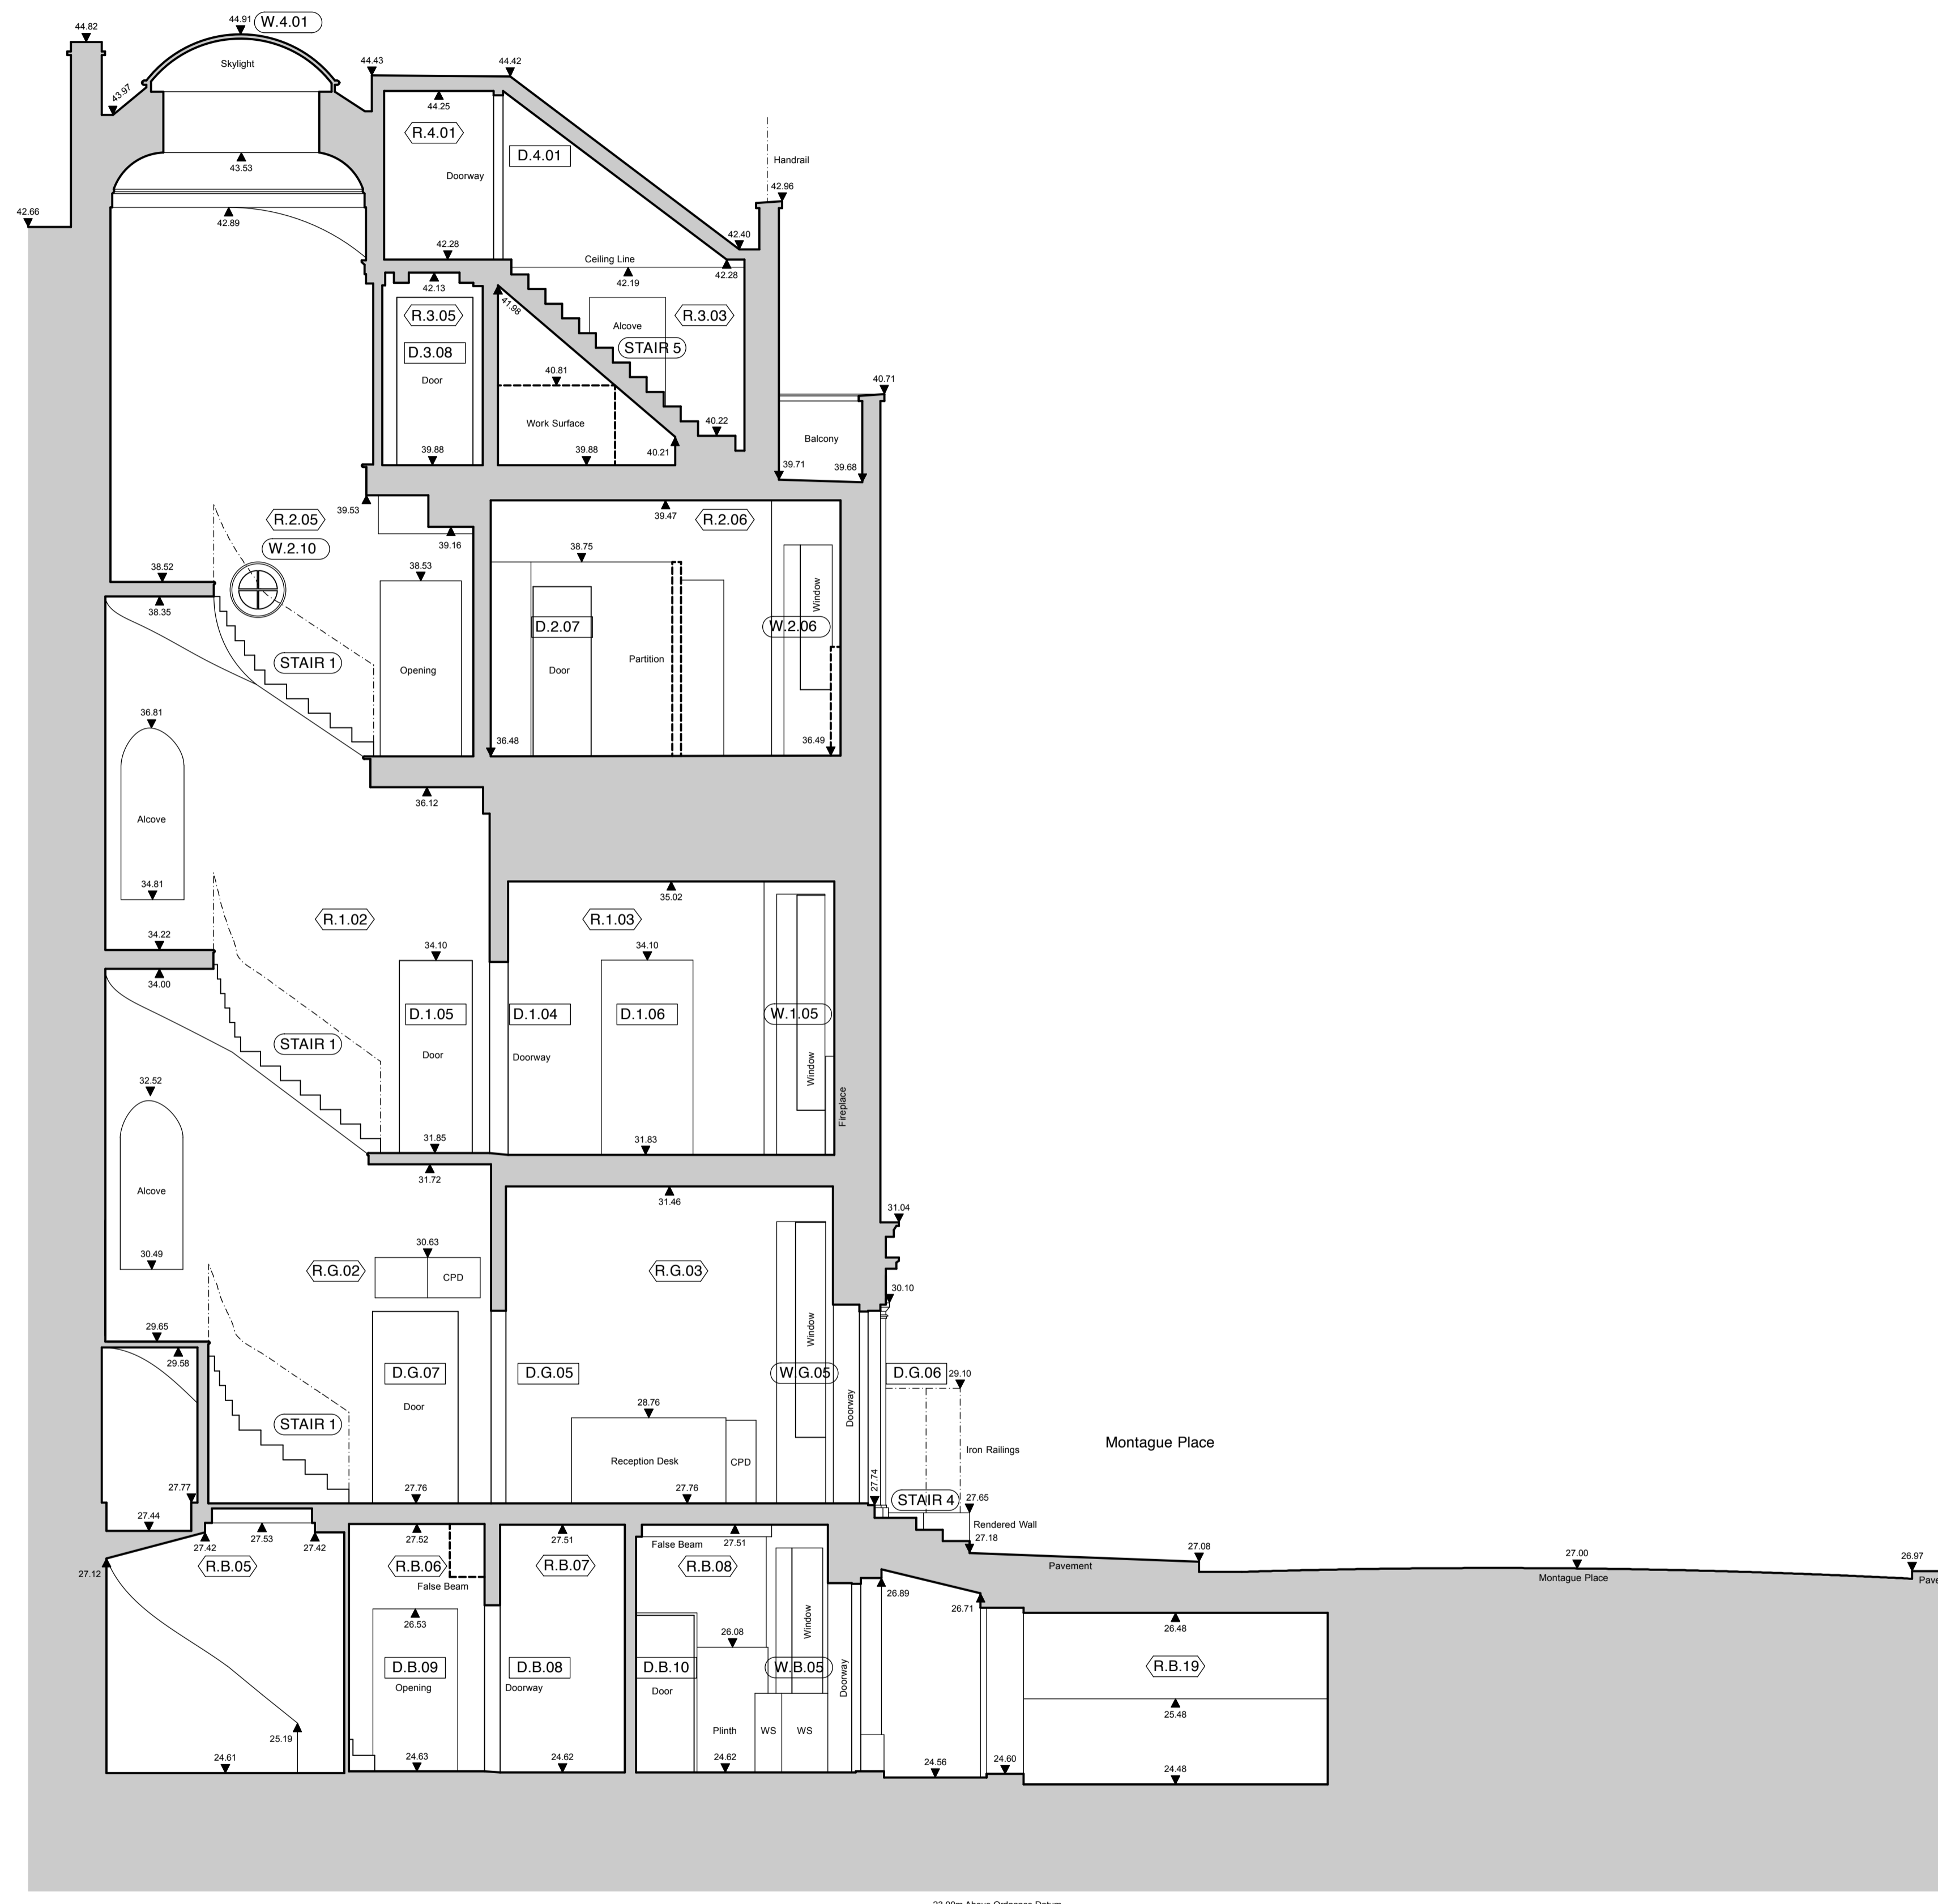 44.82
44.91
W.4.01
Skylight
43.97
44.43
44.42
44.25
R.4.01
D.4.01
Doorway
43.53
Handrail
42.96
42.66
42.89
42.40
42.28
Ceiling Line
42.28
42.19
42.13
41.98
R.3.05
R.3.03
Alcove
STAIR 5
D.3.08
Door
40.81
40.71
Work Surface
40.22
Balcony
39.88
39.88
40.21
39.71
39.68
39.53
39.47
R.2.05
R.2.06
W.2.10
39.16
38.75
38.53
38.52
38.35
Window
D.2.07
W.2.06
STAIR 1
Opening
Door
Partition
36.81
36.48
36.49
36.12
Alcove
34.81
R.1.02
R.1.03
35.02
34.22
34.10
34.10
34.00
D.1.05
D.1.04
D.1.06
W.1.05
STAIR 1
Door
Doorway
Window
Fireplace
32.52
31.85
31.83
31.72
31.46
Alcove
31.04
30.63
30.49
R.G.02
CPD
R.G.03
30.10
29.65
29.58
Window
D.G.07
D.G.05
W.G.05
D.G.06
29.10
Door
28.76
Doorway
STAIR 1
Reception Desk
CPD
Iron Railings
Montague Place
27.77
27.76
27.76
27.74
STAIR 4
27.65
27.44
27.53
27.42
27.42
27.52
27.51
False Beam
27.51
Rendered Wall
27.18
27.08
27.00
26.97
Pavement
Montague Place
27.12
R.B.05
R.B.06
False Beam
R.B.07
R.B.08
26.89
26.71
26.53
26.48
Window
26.08
D.B.09
D.B.08
D.B.10
W.B.05
R.B.19
Opening
Doorway
Door
Doorway
25.48
25.19
Plinth
WS
WS
24.61
24.63
24.62
24.62
24.56
24.60
24.48